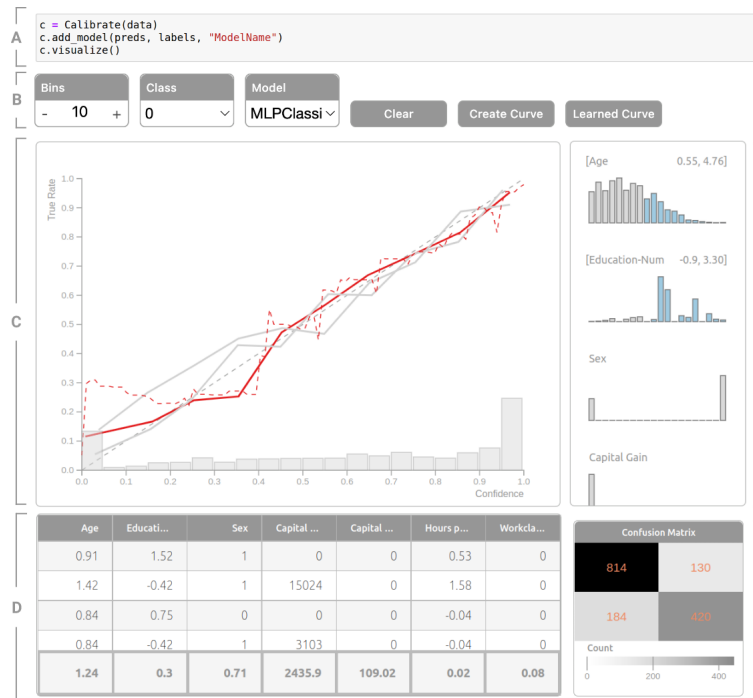 A
c = Calibrate(data)
c.add_model(preds, labels, "ModelName")
c.visualize()
B
Bins
- 10 +
Class
0
Model
MLPClassi
Clear
Create Curve
Learned Curve
C
True Rate
1.0
0.9
0.8
0.7
0.6
0.5
0.4
0.3
0.2
0.1
0.0
0.0 0.1 0.2 0.3 0.4 0.5 0.6 0.7 0.8 0.9 1.0
Confidence
[Age 0.55, 4.76]
[Education-Num -0.9, 3.30]
Sex
Capital Gain
D
Age Educati... Sex Capital ... Capital ... Hours p... Workcla...
0.91 1.52 1 0 0 0.53 0
1.42 -0.42 1 15024 0 1.58 0
0.84 0.75 0 0 0 -0.04 0
0.84 -0.42 1 3103 0 -0.04 0
1.24 0.3 0.71 2435.9 109.02 0.02 0.08
Confusion Matrix
814 130
184 420
Count
0 200 400